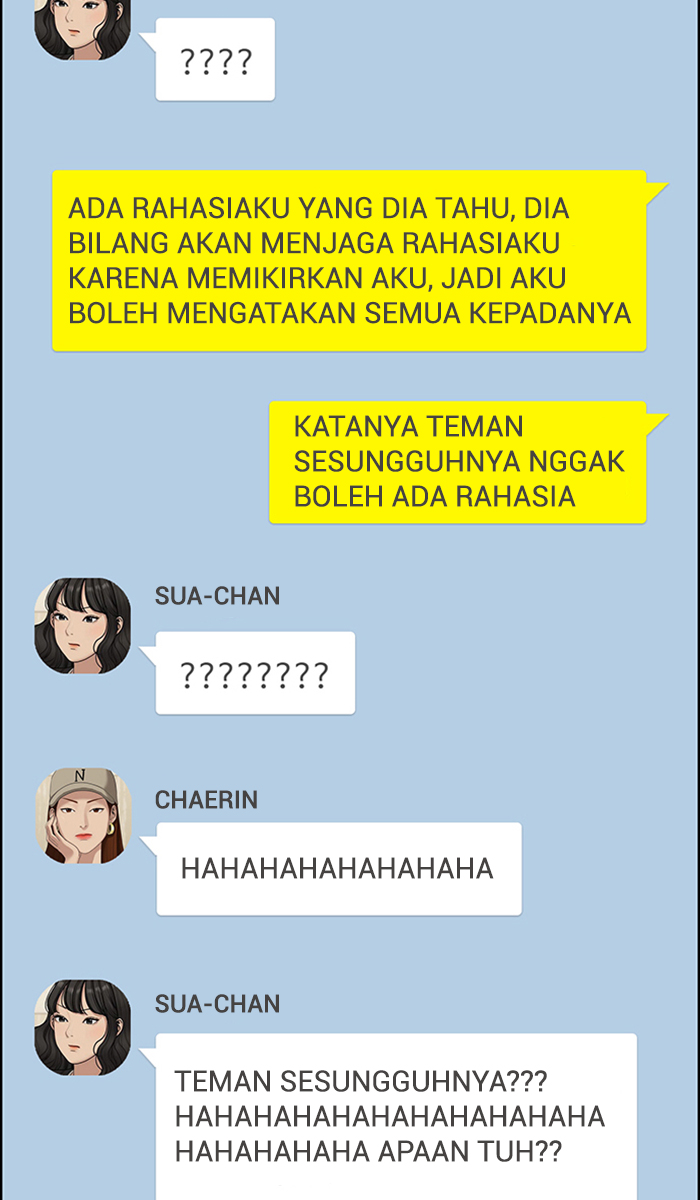 ????
ADA RAHASIAKU YANG DIA TAHU, DIA
BILANG AKAN MENJAGA RAHASIAKU
KARENA MEMIKIRKAN AKU, JADI AKU
BOLEH MENGATAKAN SEMUA KEPADANYA
KATANYA TEMAN
SESUNGGUHNYA NGGAK
BOLEH ADA RAHASIA
SUA-CHAN
????????
N
CHAERIN
HAHAHAHAHAHAHAHA
SUA-CHAN
TEMAN SESUNGGUHNYA???
HAHAHAHAHAHAHAHAHAHAHA
HAHAHAHAHA APAAN TUH??